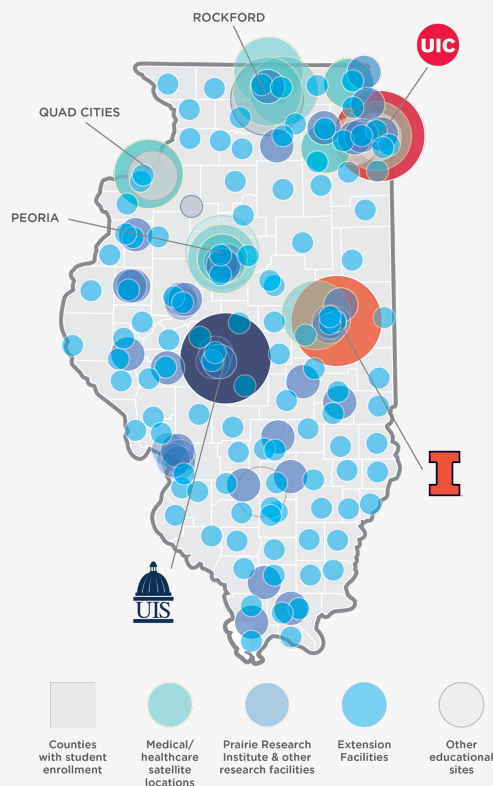 ROCKFORD
UIC
QUAD CITIES
PEORIA
I
UIS
Counties
with student
enrollment
Medical/
healthcare
satellite
locations
Prairie Research
Institute & other
research facilities
Extension
Facilities
Other
educational
sites